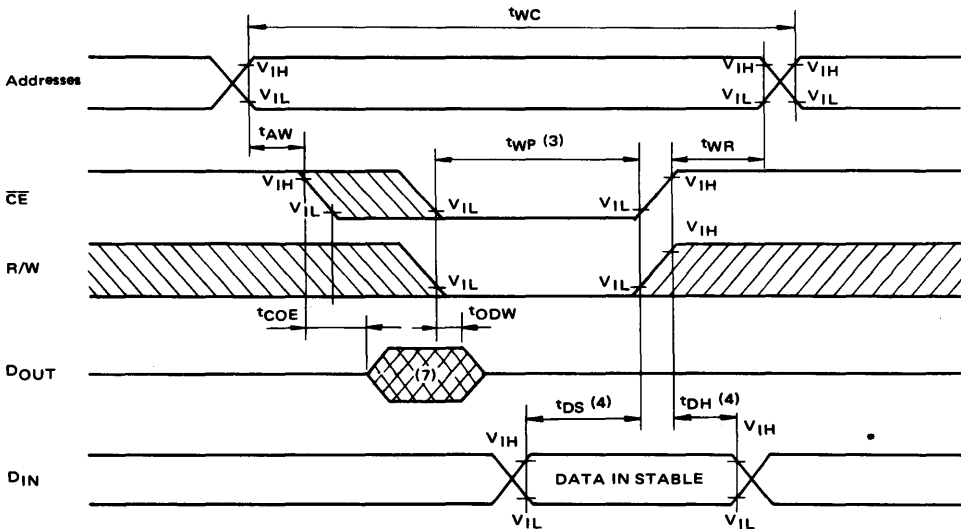 tWC
Addresses VIH VIH VIH
VIL VIL VIL
tAW tWP (3) tWR
CE VIH VIH
VIL VIL VIL
VIH
R/W
VIL VIL
tCOE tODW
DOUT (7)
tDS (4) tDH (4)
VIH VIH
DIN DATA IN STABLE
VIL VIL